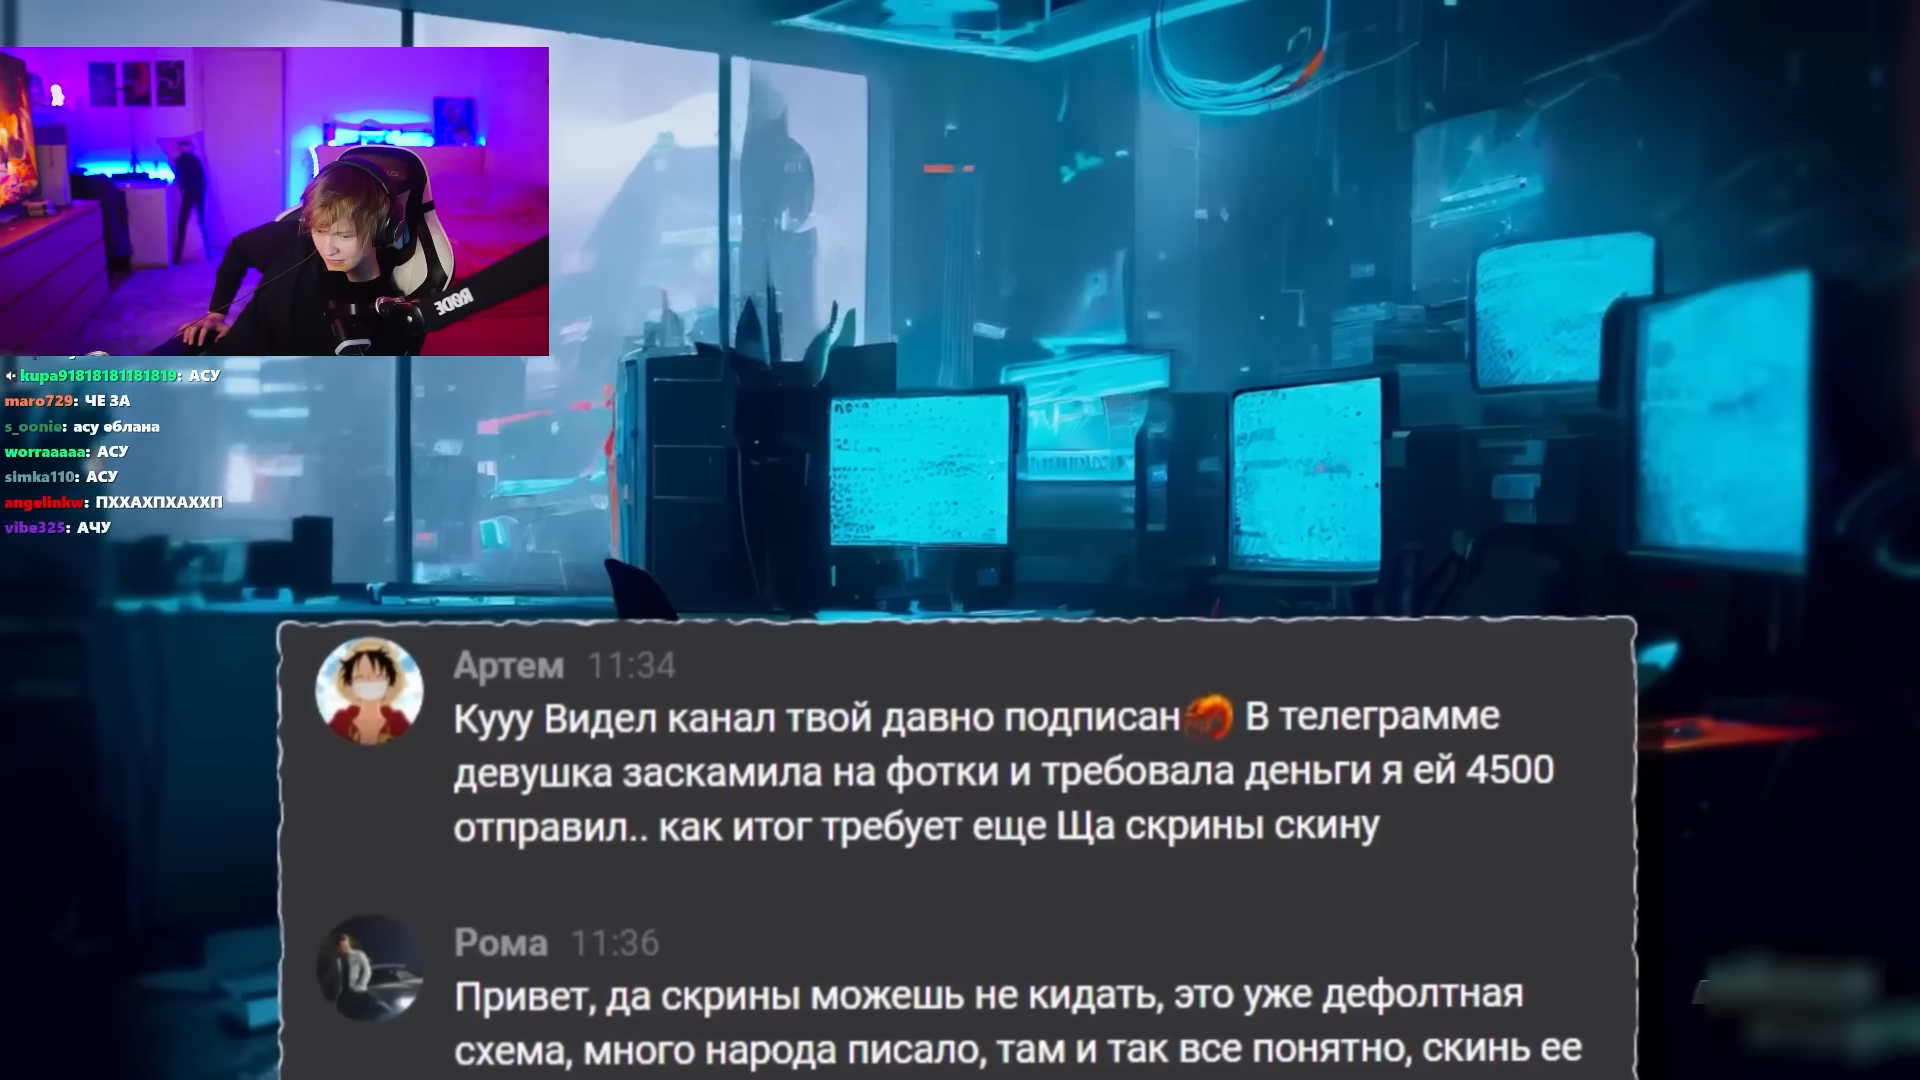 RØDE
kupa91818181181819: АСУ
maro729: ЧЕ ЗА
s_oonie: асу еблана
worraaaaa: АСУ
simka110: АСУ
angelinkw: ПХХАХПХАХХП
vibe325: АЧУ
Артем 11:34
Кууу Видел канал твой давно подписан В телеграмме
девушка заскамила на фотки и требовала деньги я ей 4500
отправил.. как итог требует еще Ща скрины скину
Рома 11:36
Привет, да скрины можешь не кидать, это уже дефолтная
схема, много народа писало, там и так все понятно, скинь ее